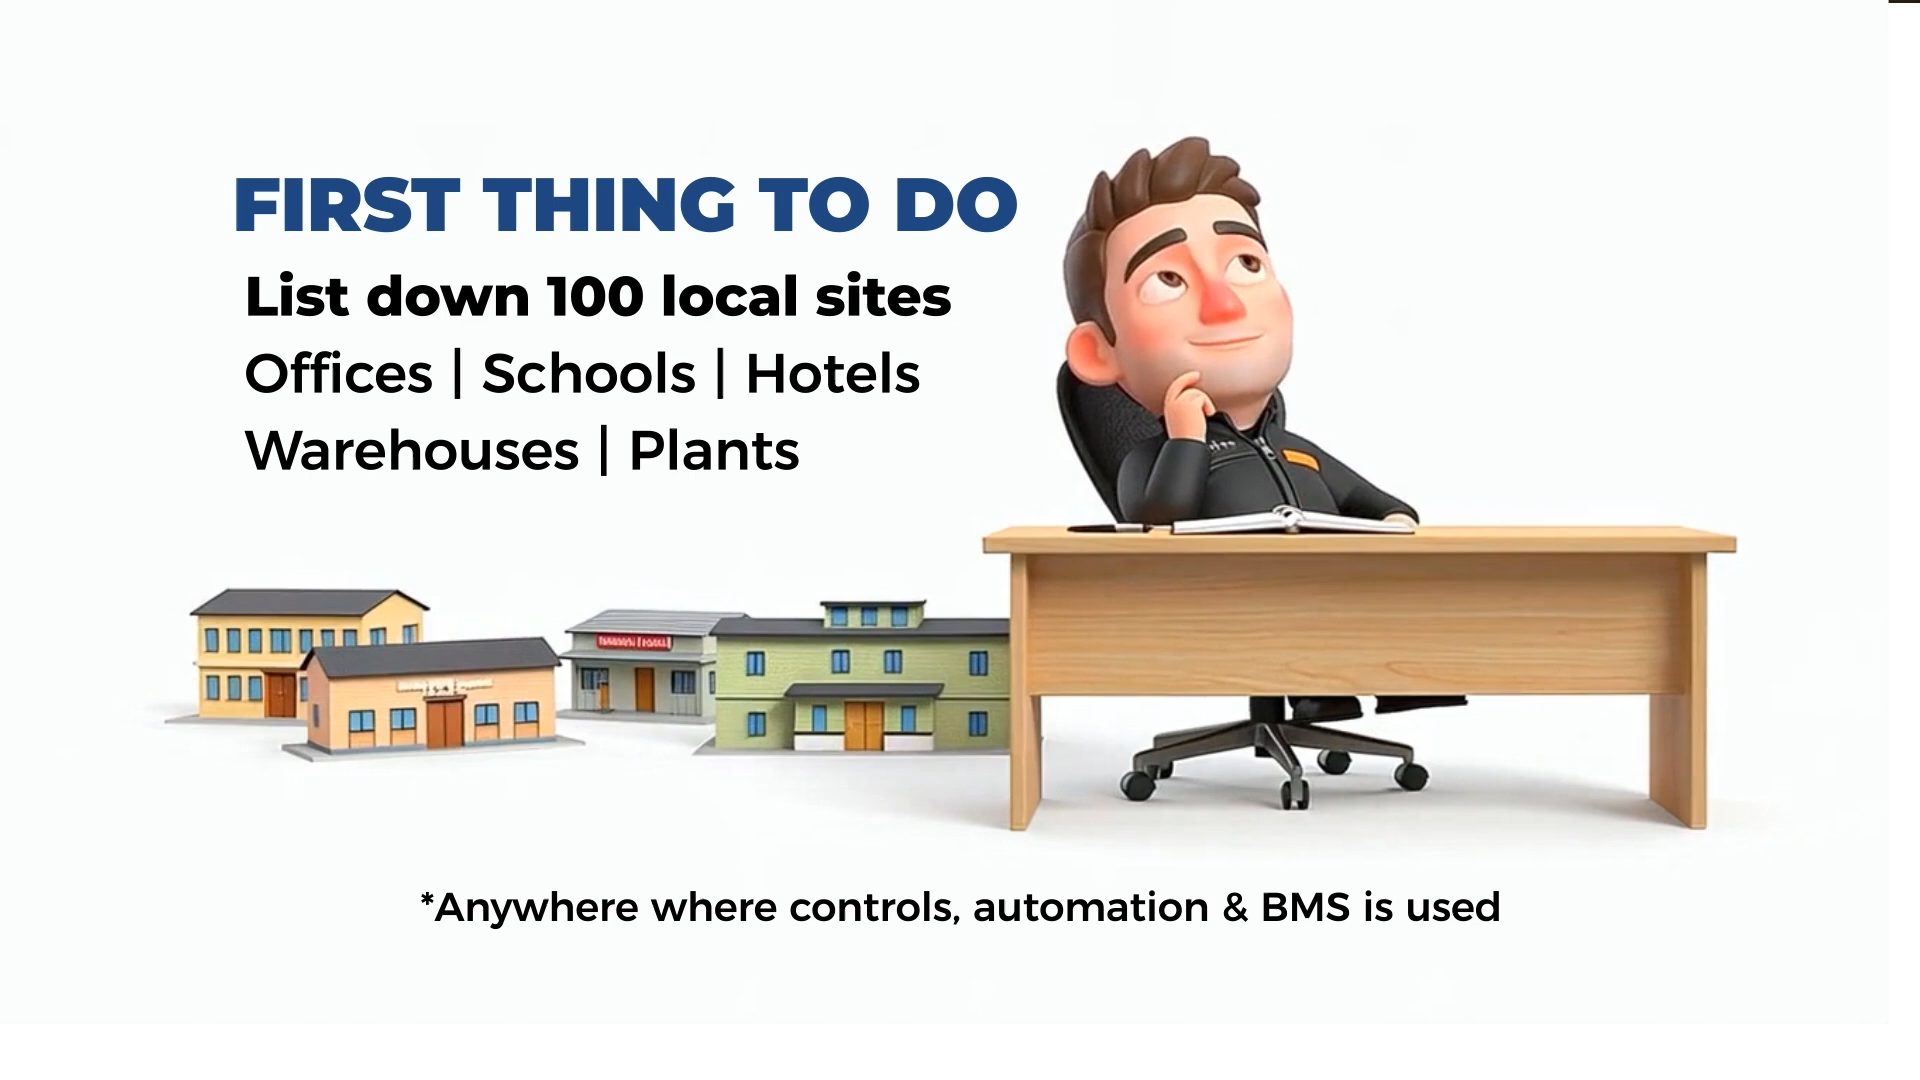 FIRST THING TO DO
List down 100 local sites
Offices | Schools | Hotels
Warehouses | Plants
*Anywhere where controls, automation & BMS is used